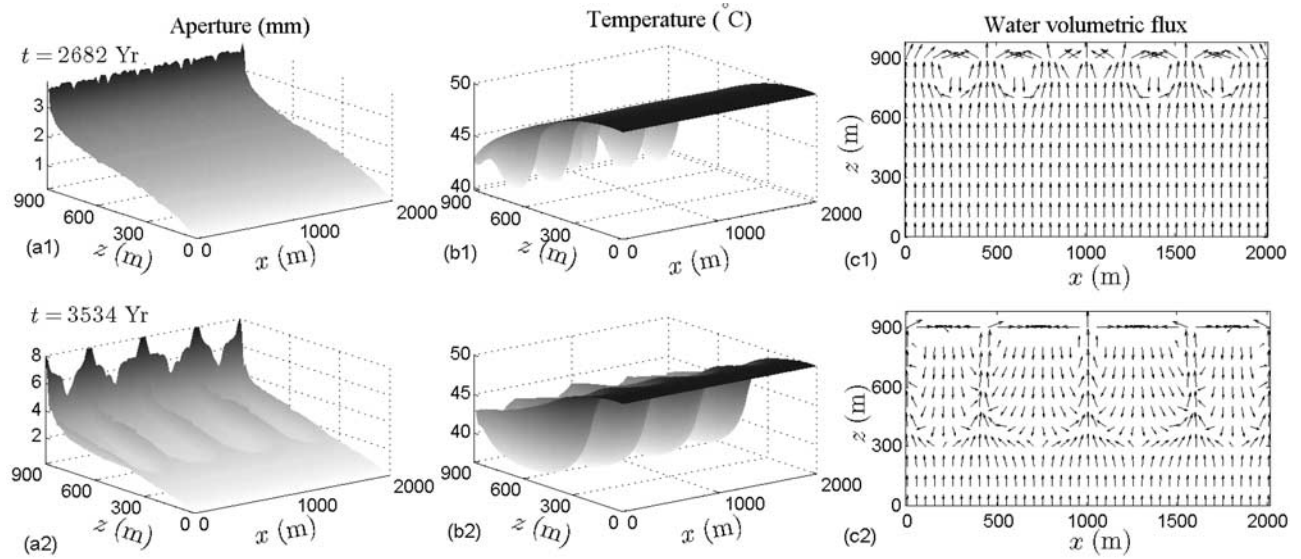 Aperture (mm)
Temperature (°C)
Water volumetric flux
t = 2682 Yr
3
2
1
900
600
300
0
0
1000
2000
z (m)
x (m)
(a1)
50
45
40
900
600
300
0
0
1000
2000
z (m)
x (m)
(b1)
900
600
300
0
z (m)
0
500
1000
1500
2000
x (m)
(c1)
t = 3534 Yr
8
6
4
2
900
600
300
0
0
1000
2000
z (m)
x (m)
(a2)
50
45
40
900
600
300
0
0
1000
2000
z (m)
x (m)
(b2)
900
600
300
0
z (m)
0
500
1000
1500
2000
x (m)
(c2)